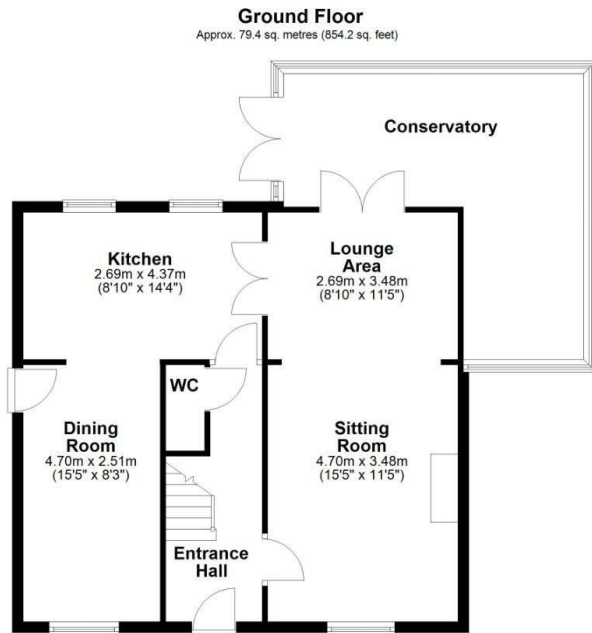 Ground Floor
Approx. 79.4 sq. metres (854.2 sq. feet)
Conservatory
Kitchen
2.69m x 4.37m
(8'10" x 14'4")
Lounge
Area
2.69m x 3.48m
(8'10" x 11'5")
WC
Dining
Room
4.70m x 2.51m
(15'5" x 8'3")
Sitting
Room
4.70m x 3.48m
(15'5" x 11'5")
Entrance
Hall